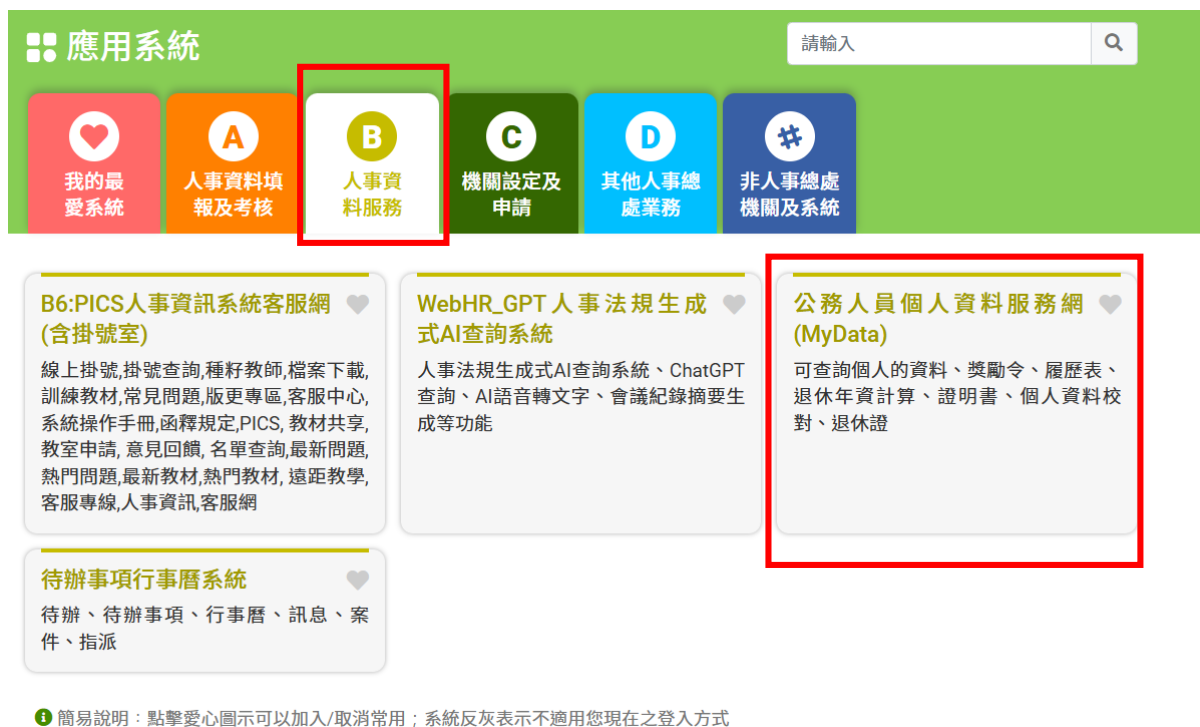 應用系統
請輸入
我的最
愛系統
A
人事資料填
報及考核
B
人事資
料服務
C
機關設定及
申請
D
其他人事總
處業務
#
非人事總處
機關及系統
B6:PICS人事資訊系統客服網
(含掛號室)
線上掛號,掛號查詢,種籽教師,檔案下載,
訓練教材,常見問題,版更專區,客服中心,
系統操作手冊,函釋規定,PICS, 教材共享,
教室申請, 意見回饋, 名單查詢,最新問題,
熱門問題,最新教材,熱門教材, 遠距教學,
客服專線,人事資訊,客服網
WebHR_GPT人事法規生成
式AI查詢系統
人事法規生成式AI查詢系統、ChatGPT
查詢、AI語音轉文字、會議紀錄摘要生
成等功能
公務人員個人資料服務網
(MyData)
可查詢個人的資料、獎勵令、履歷表、
退休年資計算、證明書、個人資料校
對、退休證
待辦事項行事曆系統
待辦、待辦事項、行事曆、訊息、案
件、指派
簡易說明：點擊愛心圖示可以加入/取消常用；系統反灰表示不適用您現在之登入方式